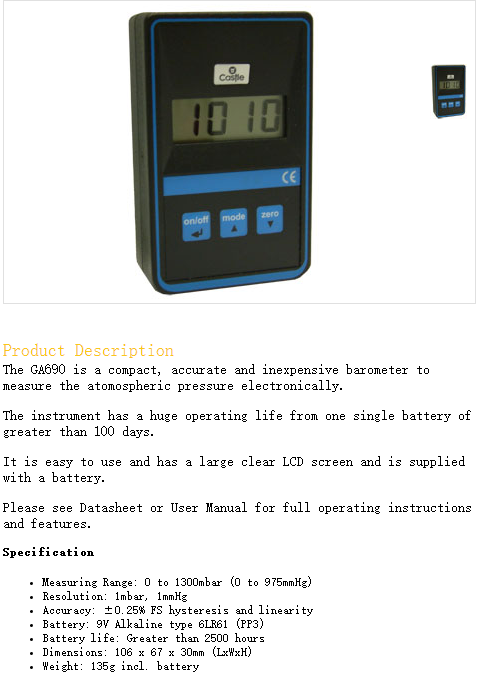 Castle
1010
CE
on/off
mode
zero
Product Description
The GA690 is a compact, accurate and inexpensive barometer to
measure the atomospheric pressure electronically.
The instrument has a huge operating life from one single battery of
greater than 100 days.
It is easy to use and has a large clear LCD screen and is supplied
with a battery.
Please see Datasheet or User Manual for full operating instructions
and features.
Specification
• Measuring Range: 0 to 1300mbar (0 to 975mmHg)
• Resolution: 1mbar, 1mmHg
• Accuracy: ±0.25% FS hysteresis and linearity
• Battery: 9V Alkaline type 6LR61 (PP3)
• Battery life: Greater than 2500 hours
• Dimensions: 106 x 67 x 30mm (LxWxH)
• Weight: 135g incl. battery